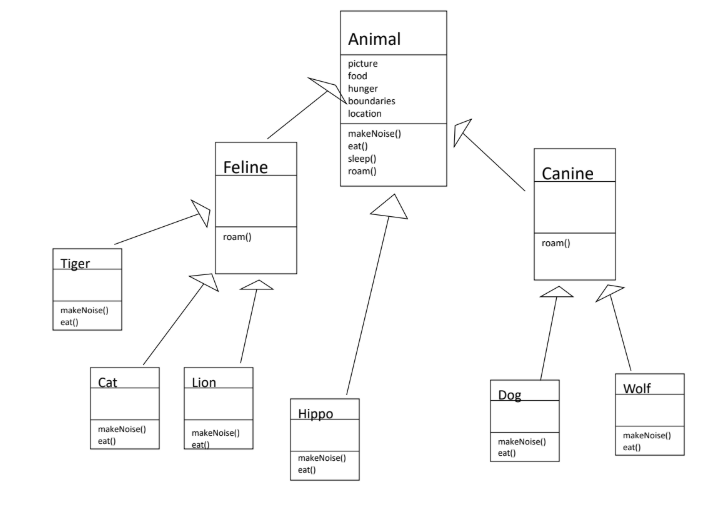 Animal
picture
food
hunger
boundaries
location
makeNoise()
eat()
sleep()
roam()
Feline
roam()
Canine
roam()
Tiger
makeNoise()
eat()
Cat
makeNoise()
eat()
Lion
makeNoise()
eat()
Hippo
makeNoise()
eat()
Dog
makeNoise()
eat()
Wolf
makeNoise()
eat()